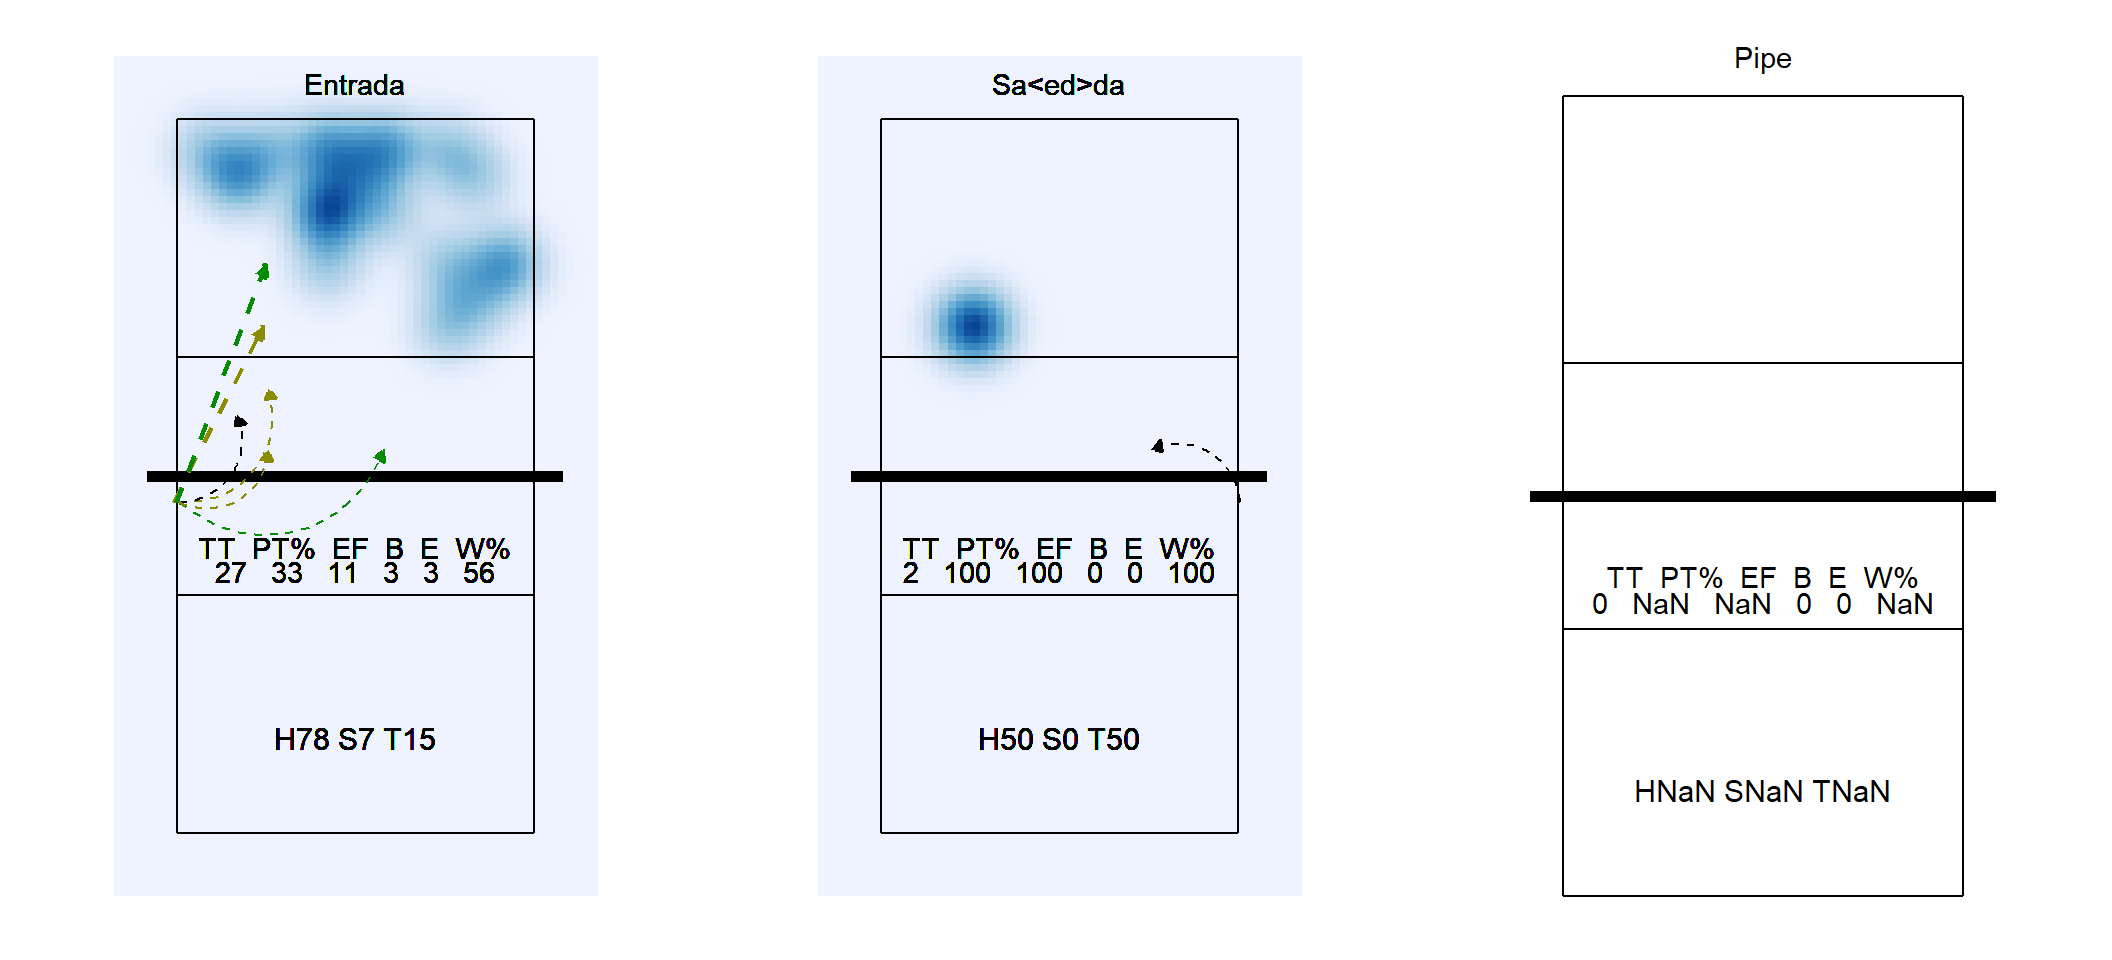 Entrada
TT PT% EF B E W%
27 33 11 3 3 56
H78 S7 T15
Sa<ed>da
TT PT% EF B E W%
2 100 100 0 0 100
H50 S0 T50
Pipe
TT PT% EF B E W%
0 NaN NaN 0 0 NaN
HNaN SNaN TNaN